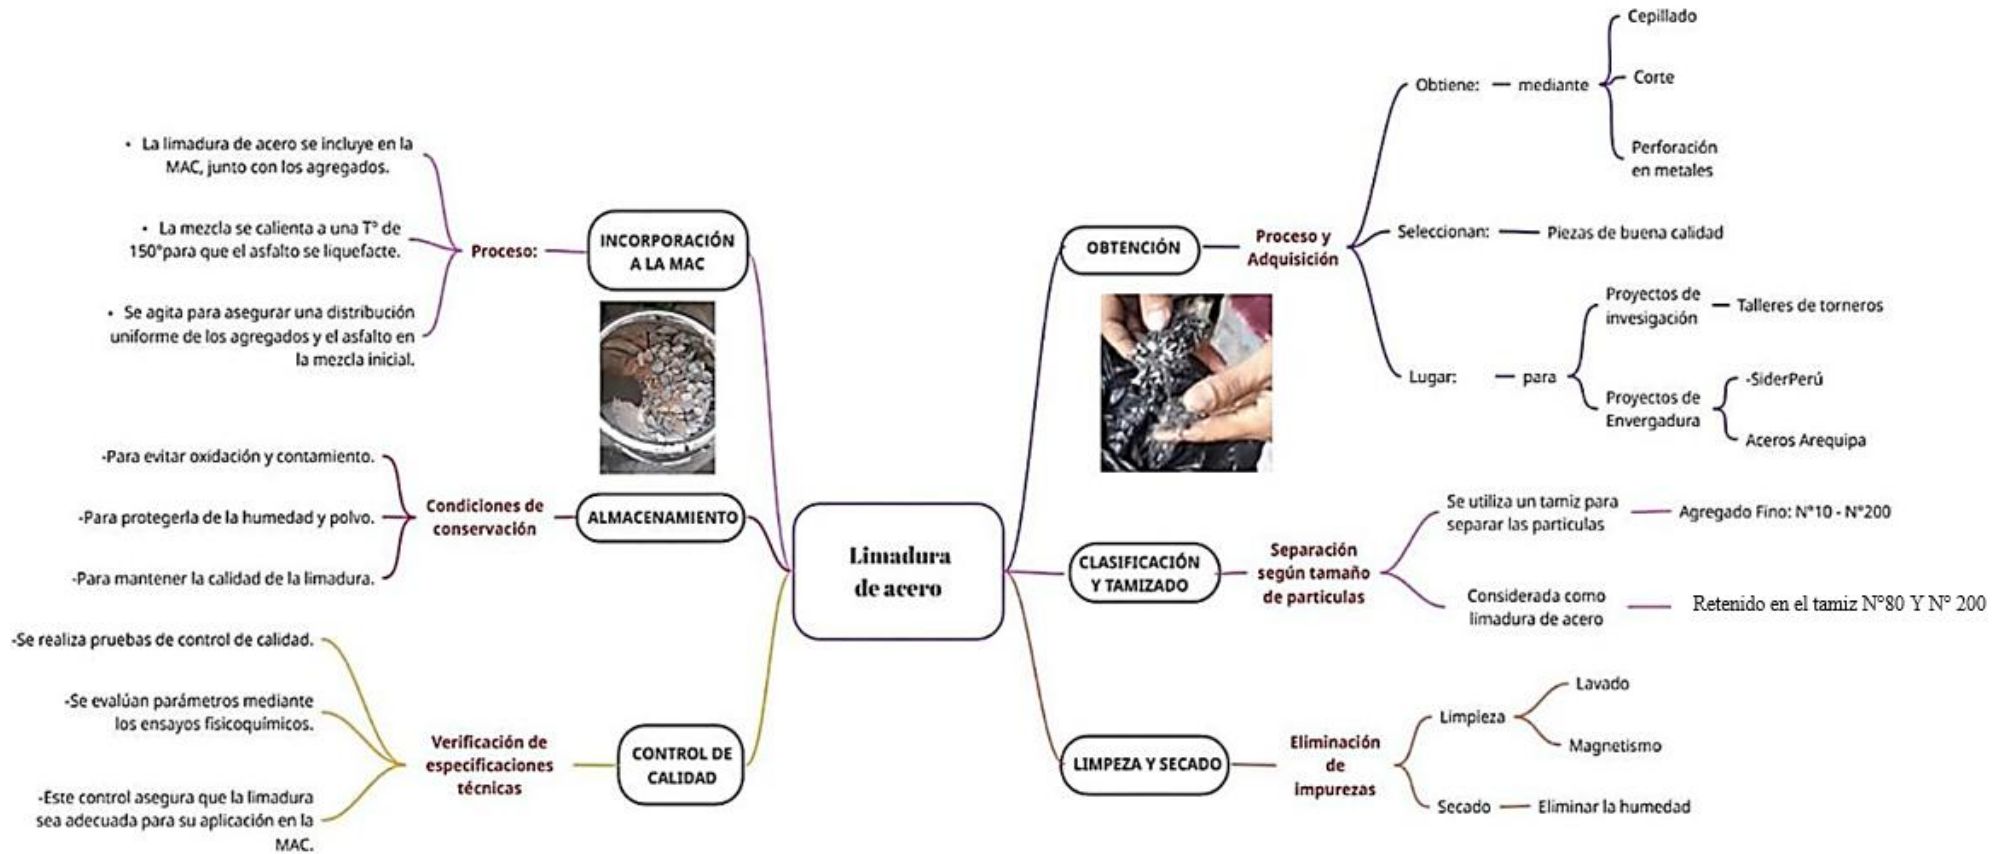 Limadura
de acero
OBTENCIÓN
Proceso y
Adquisición
Obtiene:
mediante
Cepillado
Corte
Perforación
en metales
Seleccionan:
Piezas de buena calidad
Lugar:
para
Proyectos de
invesigación
Talleres de torneros
Proyectos de
Envergadura
-SiderPerú
Aceros Arequipa
CLASIFICACIÓN
Y TAMIZADO
Separación
según tamaño
de particulas
Se utiliza un tamiz para
separar las particulas
Agregado Fino: N°10 - N°200
Considerada como
limadura de acero
Retenido en el tamiz N°80 Y N° 200
LIMPEZA Y SECADO
Eliminación
de
impurezas
Limpieza
Lavado
Magnetismo
Secado
Eliminar la humedad
INCORPORACIÓN
A LA MAC
Proceso:
• La limadura de acero se incluye en la
MAC, junto con los agregados.
• La mezcla se calienta a una T° de
150°para que el asfalto se liquefacte.
• Se agita para asegurar una distribución
uniforme de los agregados y el asfalto en
la mezcla inicial.
ALMACENAMIENTO
Condiciones de
conservación
-Para evitar oxidación y contamiento.
-Para protegerla de la humedad y polvo.
-Para mantener la calidad de la limadura.
CONTROL DE
CALIDAD
Verificación de
especificaciones
técnicas
-Se realiza pruebas de control de calidad.
-Se evalúan parámetros mediante
los ensayos fisicoquímicos.
-Este control asegura que la limadura
sea adecuada para su aplicación en la
MAC.